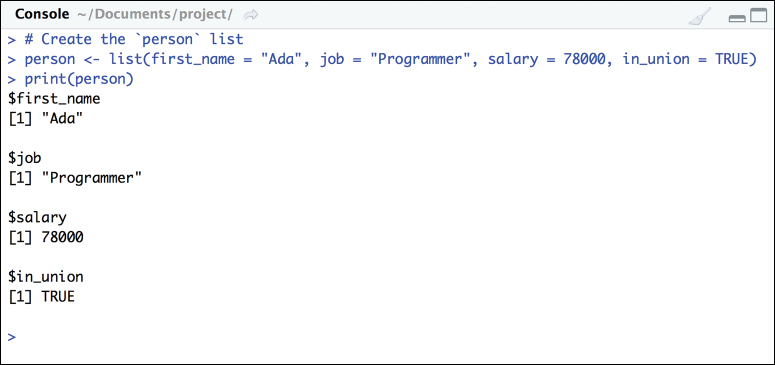 Console ~/Documents/project/
> # Create the `person` list
> person <- list(first_name = "Ada", job = "Programmer", salary = 78000, in_union = TRUE)
> print(person)
$first_name
[1] "Ada"

$job
[1] "Programmer"

$salary
[1] 78000

$in_union
[1] TRUE

>